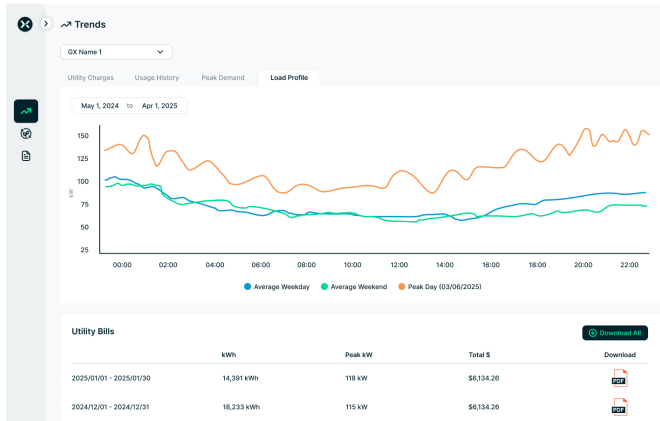 Trends
GX Name 1
Utility Charges Usage History Peak Demand Load Profile
May 1, 2024 to Apr 1, 2025
150
125
100
75
50
25
kW
00:00 02:00 04:00 06:00 08:00 10:00 12:00 14:00 16:00 18:00 20:00 22:00
Average Weekday Average Weekend Peak Day (03/06/2025)
Utility Bills
Download All
kWh Peak kW Total $ Download
2025/01/01 - 2025/01/30 14,391 kWh 118 kW $6,134.26 PDF
2024/12/01 - 2024/12/31 18,233 kWh 115 kW $6,134.26 PDF